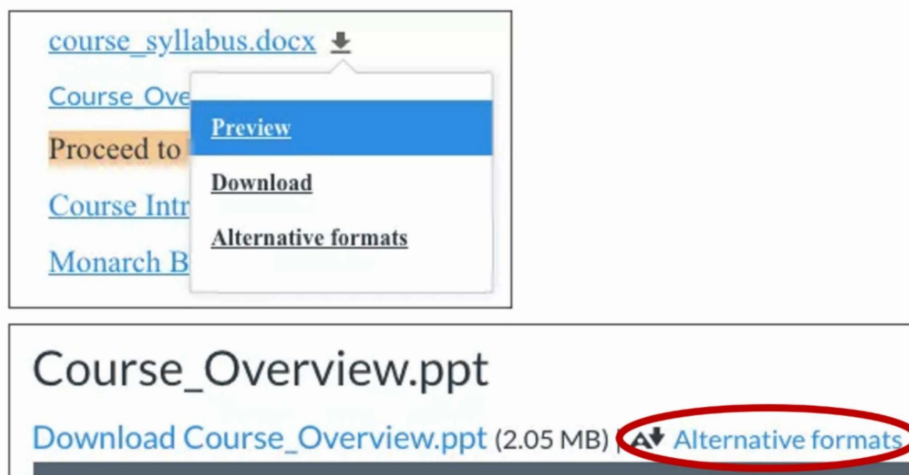 course_syllabus.docx
Course_Ove
Preview
Proceed to
Download
Course Intr
Alternative formats
Monarch B
Course_Overview.ppt
Download Course_Overview.ppt (2.05 MB) | Alternative formats